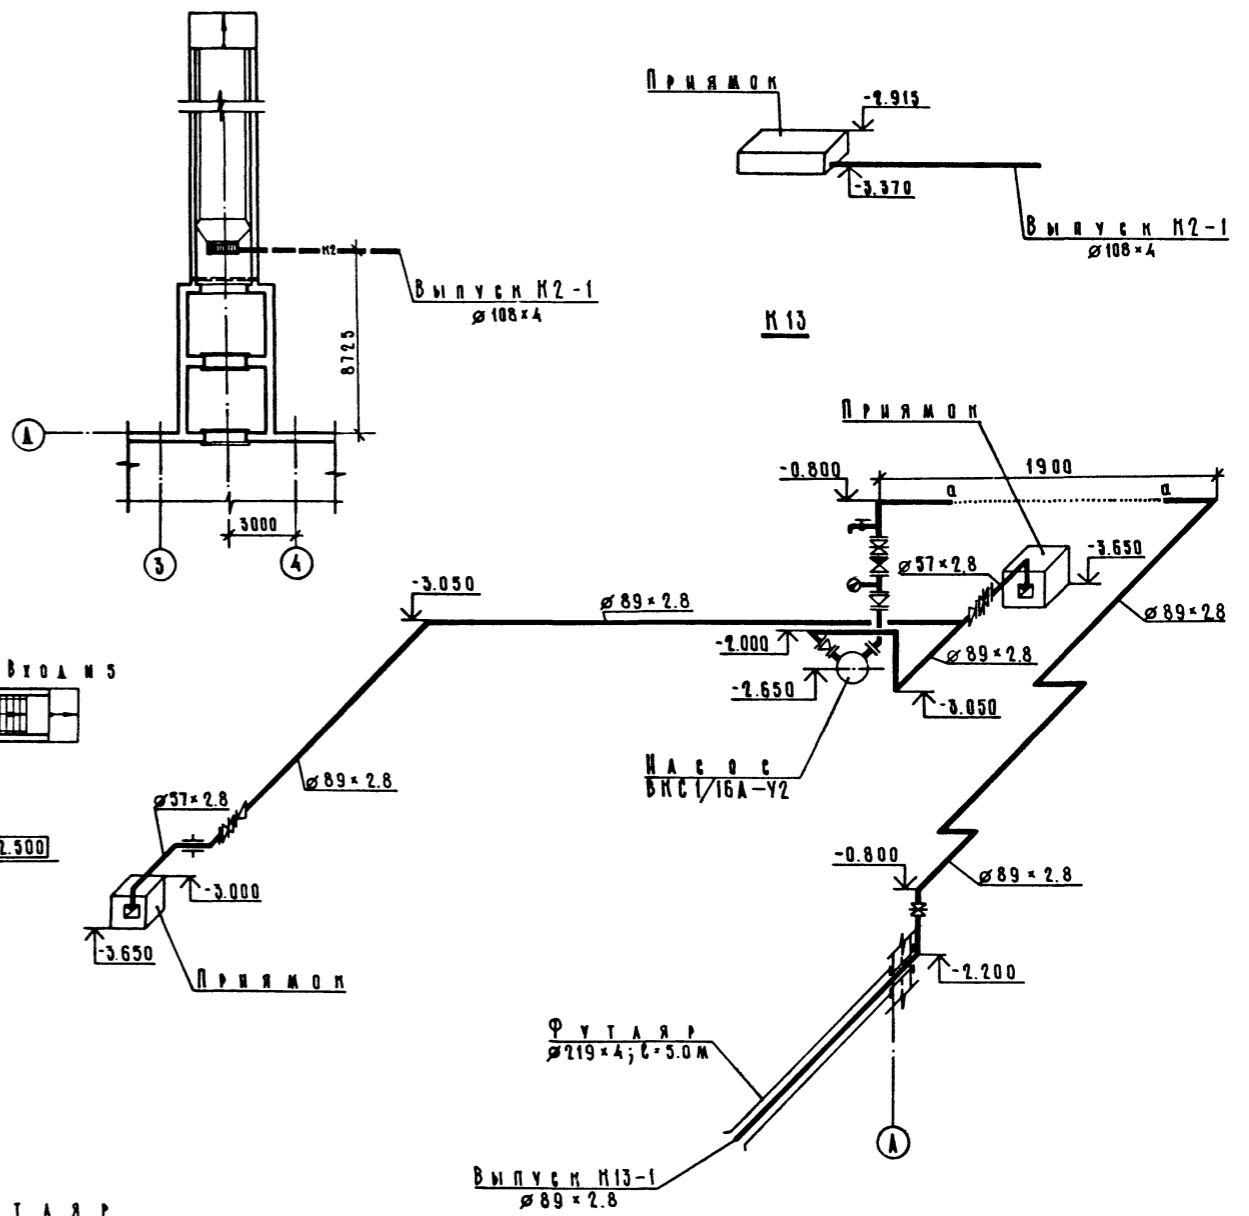 Приямок
-2.915
-3.370
К2
Выпуск К2-1
ø108×4
Выпуск К2-1
ø108×4
8725
К13
Д
3000
3
4
Приямок
-0.800
1900
а
а
-3.650
ø57×2.8
-3.050
ø89×2.8
ø89×2.8
-2.000
ø89×2.8
-2.650
-3.050
Вход №5
Насос
ВКС1/16А-У2
ø89×2.8
ø57×2.8
2.500
-0.800
ø89×2.8
-3.000
-3.650
Приямок
-2.200
Футляр
ø219×4; ℓ=5.0м
А
Выпуск К13-1
ø89×2.8
тляр